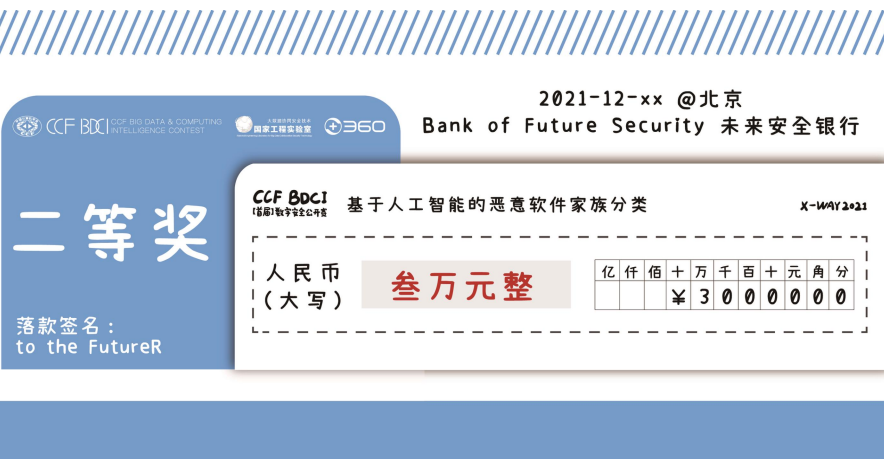 2021-12-xx @北京
Bank of Future Security 未来安全银行
CCF BDCI CCF BIG DATA & COMPUTING
INTELLIGENCE CONTEST
国家工程实验室
360
二等奖
落款签名：
to the FutureR
CCF BDCI
[首届]数字安全公开赛
基于人工智能的恶意软件家族分类
X-WAY2021
人民币
(大写)
叁万元整
亿 仟 佰 十 万 千 百 十 元 角 分
¥ 3 0 0 0 0 0 0